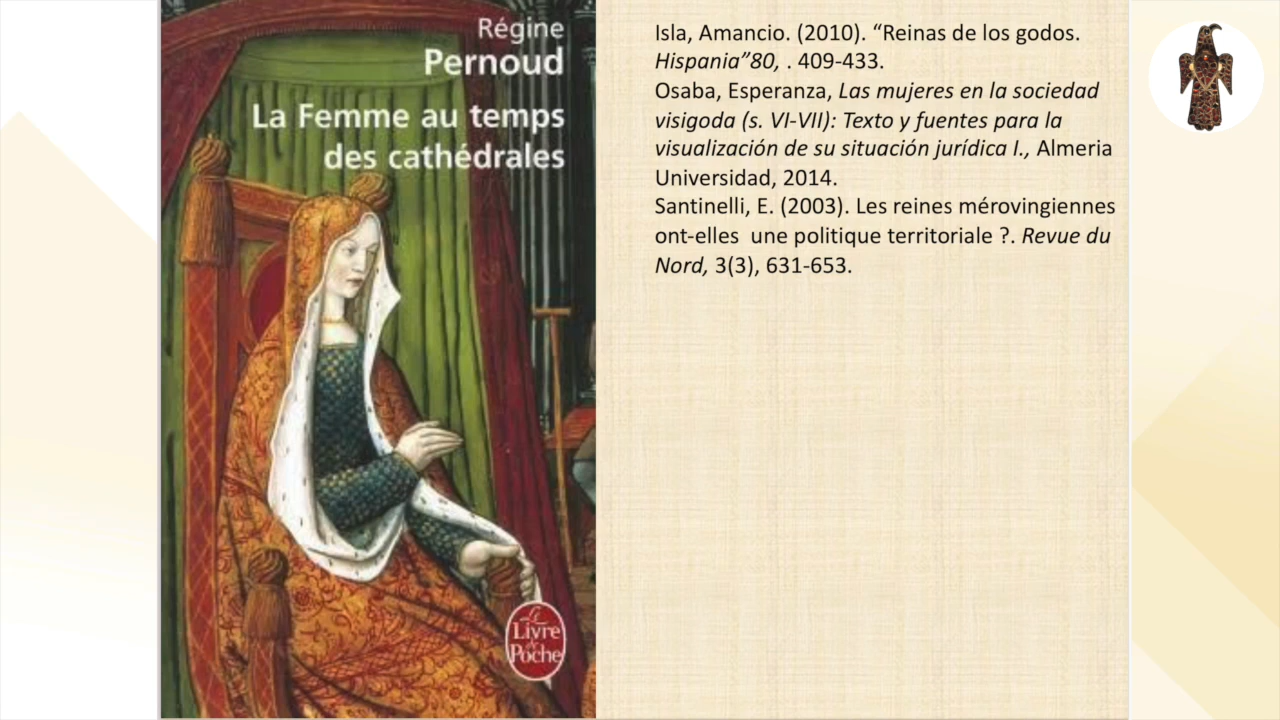 Régine
Pernoud
La Femme au temps
des cathédrales
Le
Livre
de
Poche
Isla, Amancio. (2010). “Reinas de los godos.
Hispania”80, . 409-433.
Osaba, Esperanza, Las mujeres en la sociedad
visigoda (s. VI-VII): Texto y fuentes para la
visualización de su situación jurídica I., Almeria
Universidad, 2014.
Santinelli, E. (2003). Les reines mérovingiennes
ont-elles  une politique territoriale ?. Revue du
Nord, 3(3), 631-653.